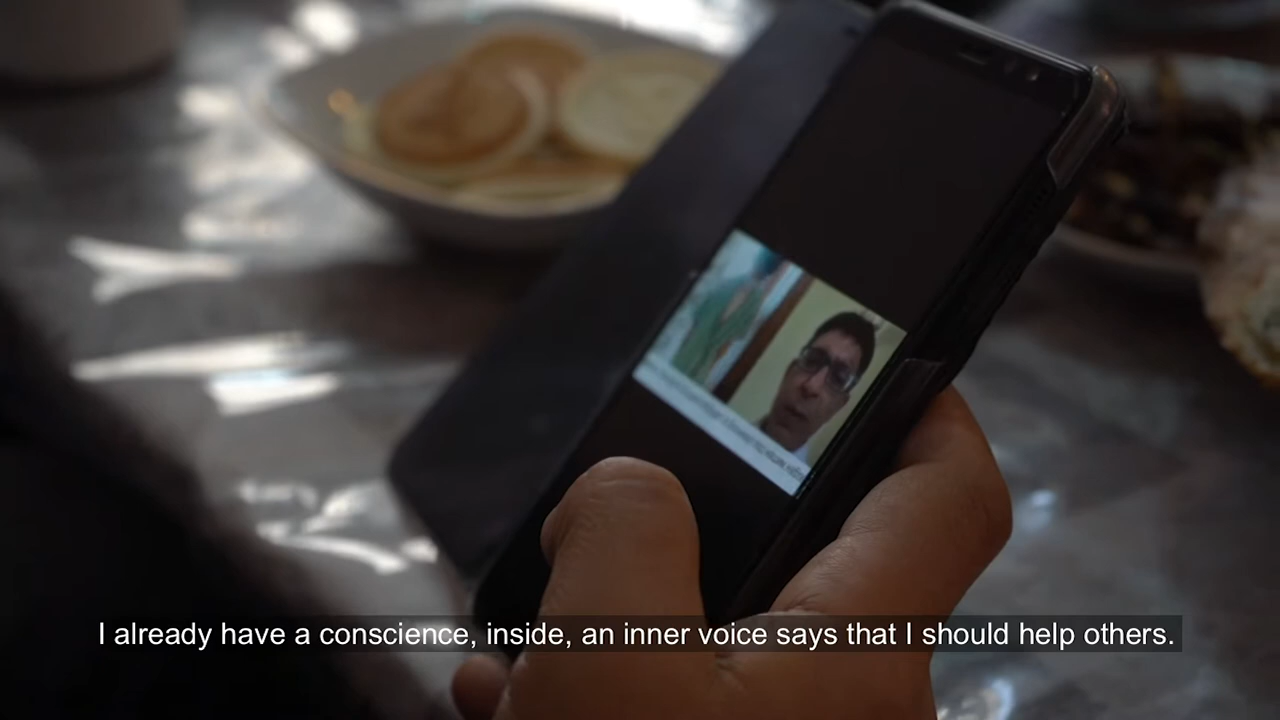 I already have a conscience, inside, an inner voice says that I should help others.